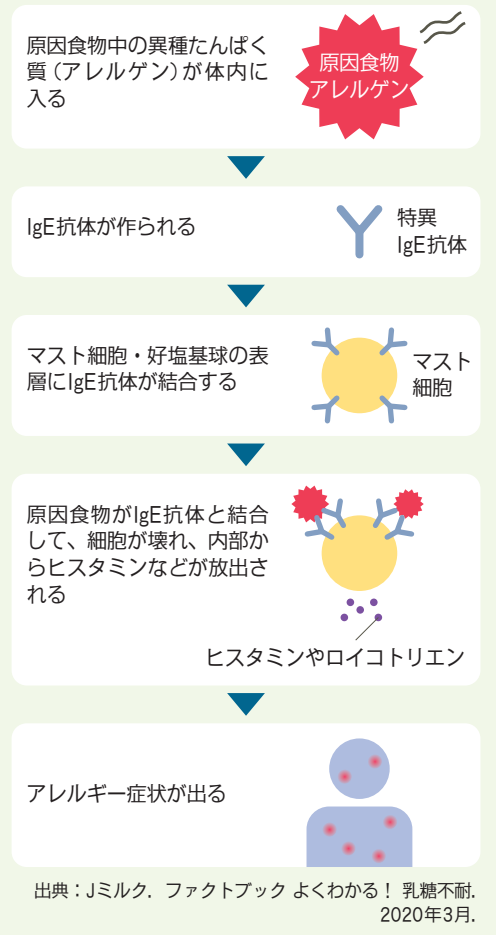 原因食物中の異種たんぱく
質（アレルゲン）が体内に
入る
原因食物
アレルゲン
IgE抗体が作られる
特異
IgE抗体
マスト細胞・好塩基球の表
層にIgE抗体が結合する
マスト
細胞
原因食物がIgE抗体と結合
して、細胞が壊れ、内部か
らヒスタミンなどが放出さ
れる
ヒスタミンやロイコトリエン
アレルギー症状が出る
出典：Jミルク．ファクトブック よくわかる！ 乳糖不耐．
2020年3月．